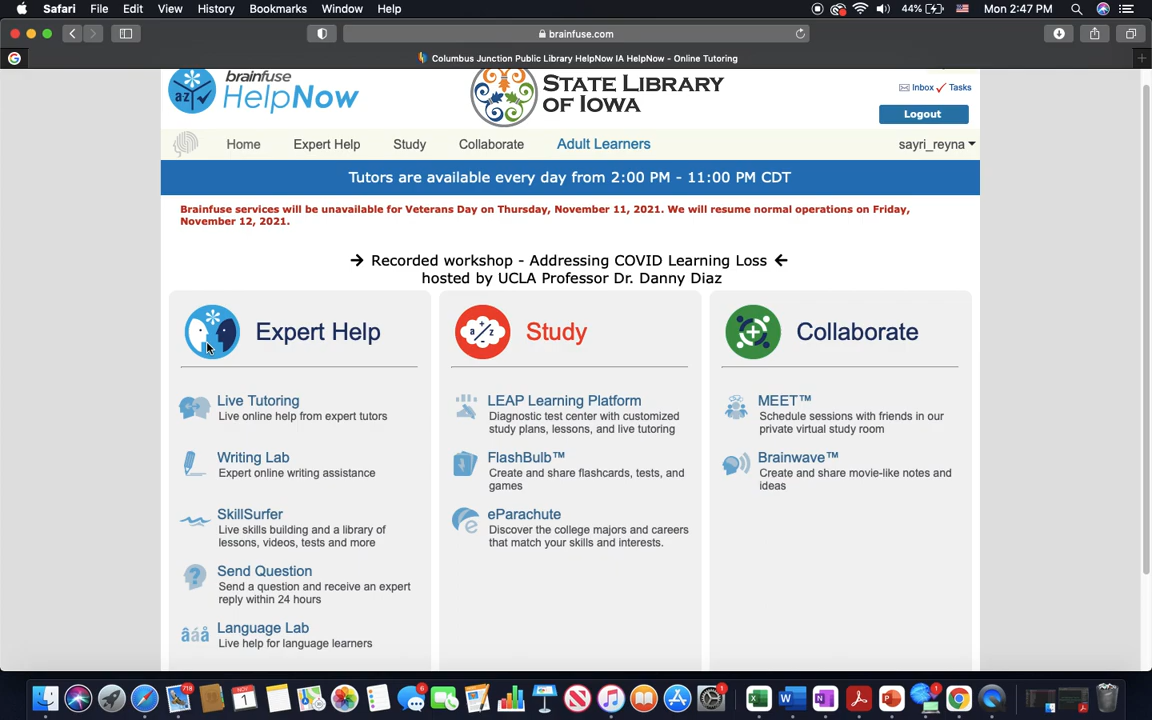 Safari File Edit View History Bookmarks Window Help 44% Mon 2:47 PM
brainfuse.com
Columbus Junction Public Library HelpNow IA HelpNow - Online Tutoring
brainfuse
a-z HelpNow
STATE LIBRARY
OF IOWA
Inbox Tasks
Logout
Home Expert Help Study Collaborate Adult Learners sayri_reyna
Tutors are available every day from 2:00 PM - 11:00 PM CDT
Brainfuse services will be unavailable for Veterans Day on Thursday, November 11, 2021. We will resume normal operations on Friday,
November 12, 2021.
→ Recorded workshop - Addressing COVID Learning Loss ←
hosted by UCLA Professor Dr. Danny Diaz
Expert Help
Live Tutoring
Live online help from expert tutors
Writing Lab
Expert online writing assistance
SkillSurfer
Live skills building and a library of
lessons, videos, tests and more
Send Question
Send a question and receive an expert
reply within 24 hours
âáå Language Lab
Live help for language learners
a/z Study
LEAP Learning Platform
Diagnostic test center with customized
study plans, lessons, and live tutoring
FlashBulb™
Create and share flashcards, tests, and
games
eParachute
Discover the college majors and careers
that match your skills and interests.
Collaborate
MEET™
Schedule sessions with friends in our
private virtual study room
Brainwave™
Create and share movie-like notes and
ideas
718 NOV 1 6 1 1